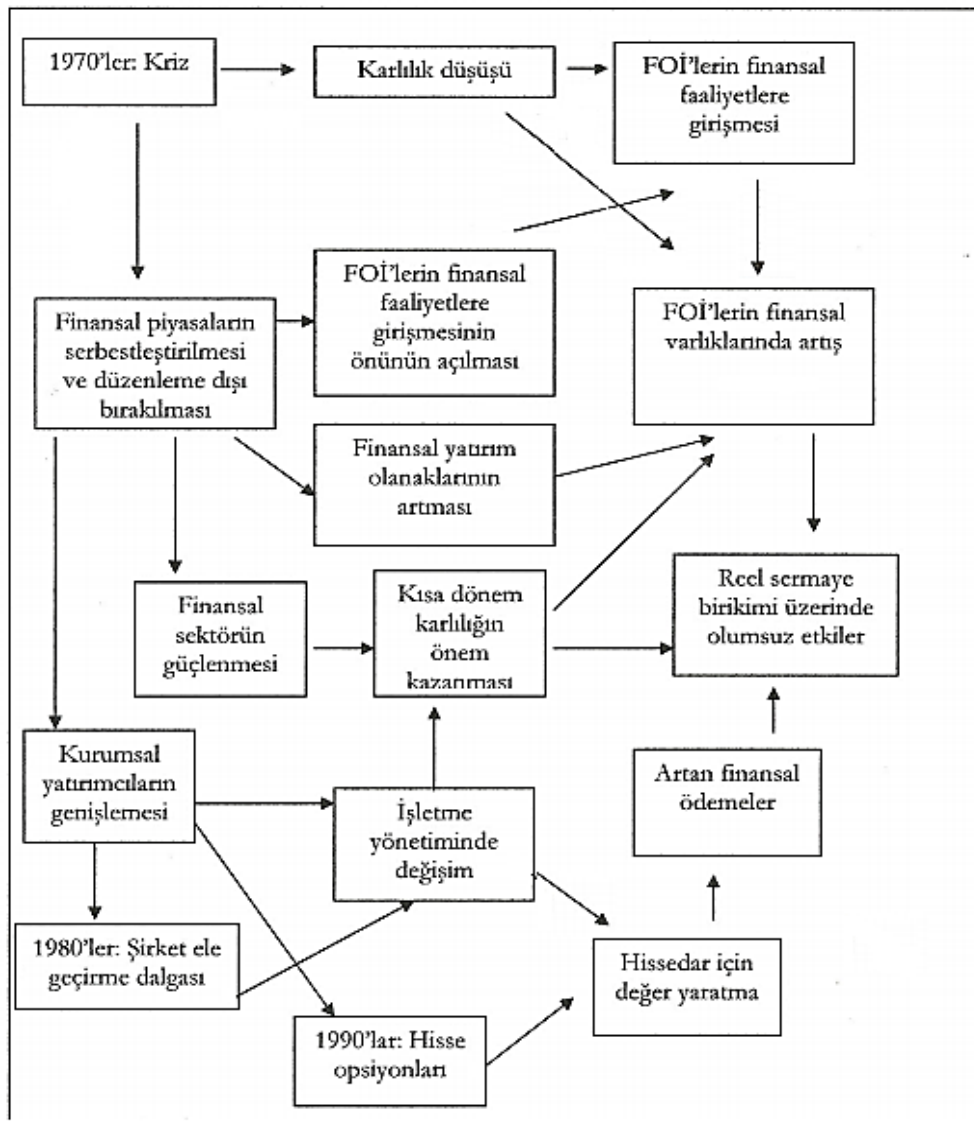 1970'ler: Kriz
Karlılık düşüşü
FOİ'lerin finansal
faaliyetlere
girişmesi
FOİ'lerin finansal
faaliyetlere
girişmesinin
önünün açılması
Finansal piyasaların
serbestleştirilmesi
ve düzenleme dışı
bırakılması
FOİ'lerin finansal
varlıklarında artış
Finansal yatırım
olanaklarının
artması
Finansal
sektörün
güçlenmesi
Kısa dönem
karlılığın
önem
kazanması
Reel sermaye
birikimi üzerinde
olumsuz etkiler
Kurumsal
yatırımcıların
genişlemesi
İşletme
yönetiminde
değişim
Artan finansal
ödemeler
1980'ler: Şirket ele
geçirme dalgası
Hissedar için
değer yaratma
1990'lar: Hisse
opsiyonları